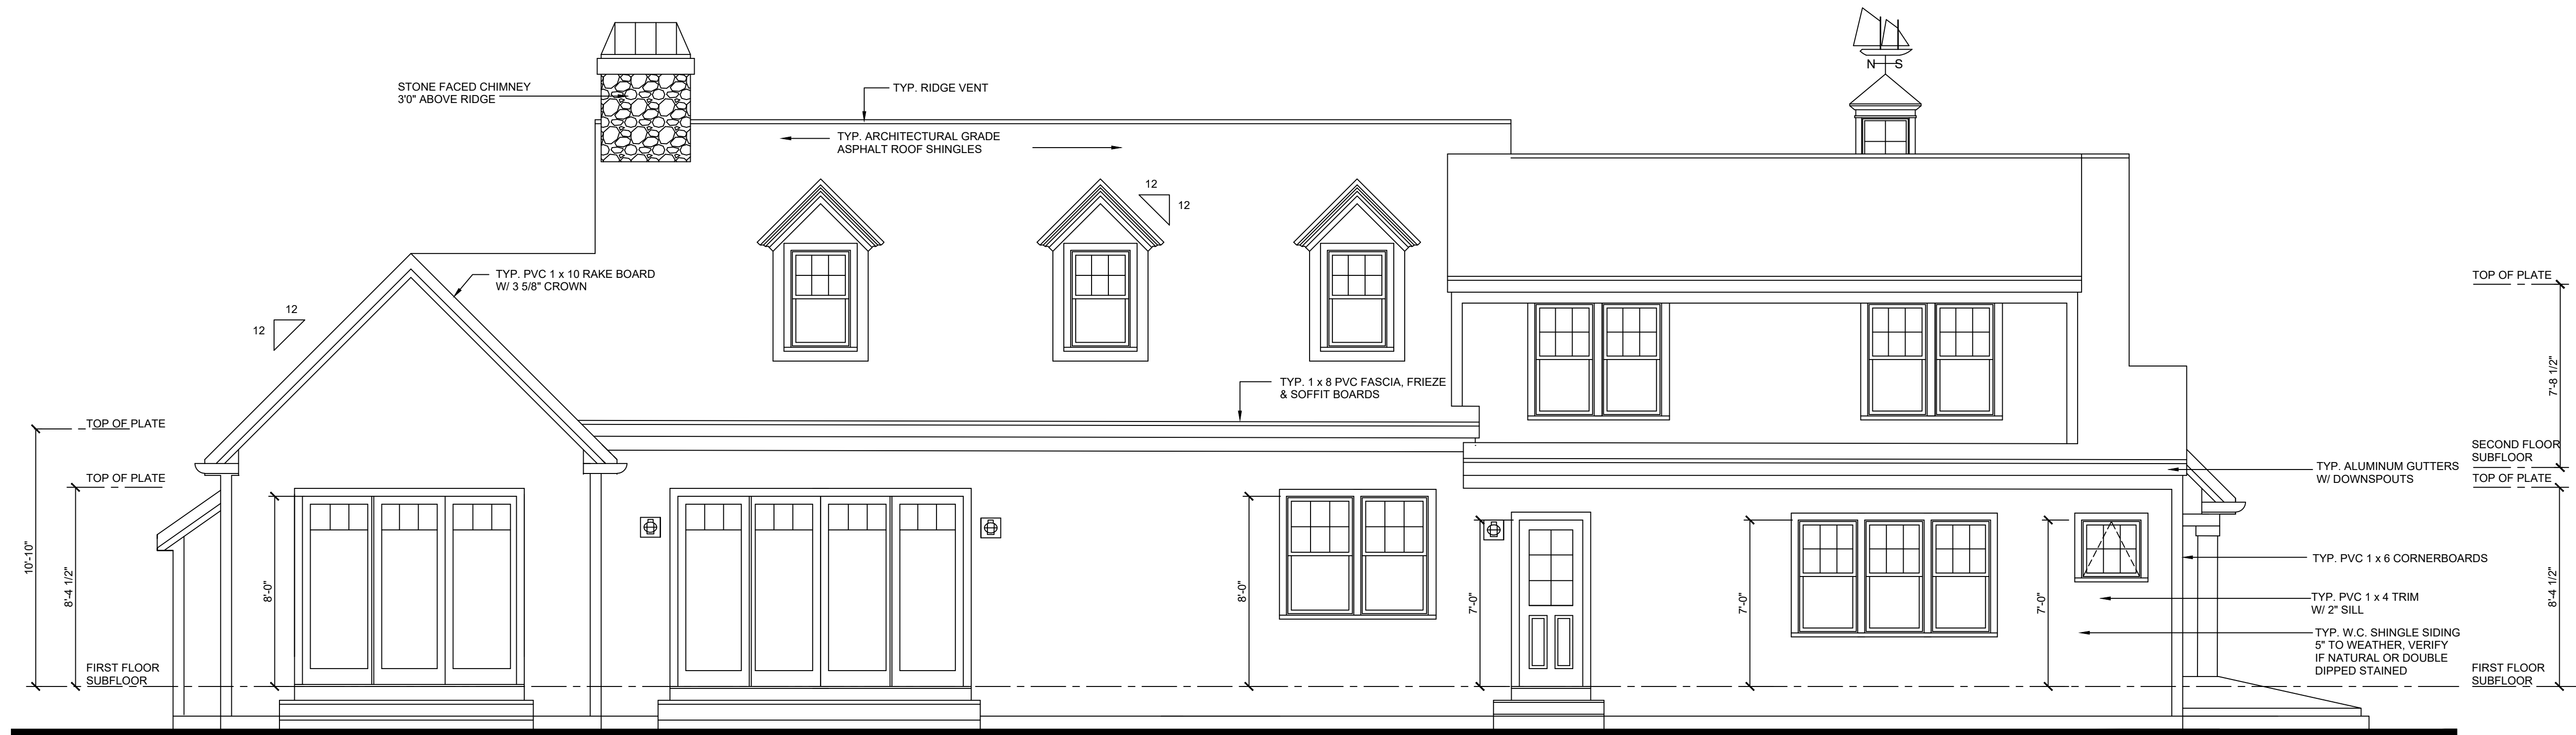 N S
STONE FACED CHIMNEY
3'0" ABOVE RIDGE
TYP. RIDGE VENT
TYP. ARCHITECTURAL GRADE
ASPHALT ROOF SHINGLES
12
12
TYP. PVC 1 x 10 RAKE BOARD
W/ 3 5/8" CROWN
12
12
TYP. 1 x 8 PVC FASCIA, FRIEZE
& SOFFIT BOARDS
TOP OF PLATE
TOP OF PLATE
10'-10"
8'-4 1/2"
FIRST FLOOR
SUBFLOOR
8'-0"
8'-0"
7'-0"
7'-0"
7'-0"
TOP OF PLATE
7'-8 1/2"
SECOND FLOOR
SUBFLOOR
TOP OF PLATE
TYP. ALUMINUM GUTTERS
W/ DOWNSPOUTS
TYP. PVC 1 x 6 CORNERBOARDS
TYP. PVC 1 x 4 TRIM
W/ 2" SILL
8'-4 1/2"
TYP. W.C. SHINGLE SIDING
5" TO WEATHER, VERIFY
IF NATURAL OR DOUBLE
DIPPED STAINED
FIRST FLOOR
SUBFLOOR